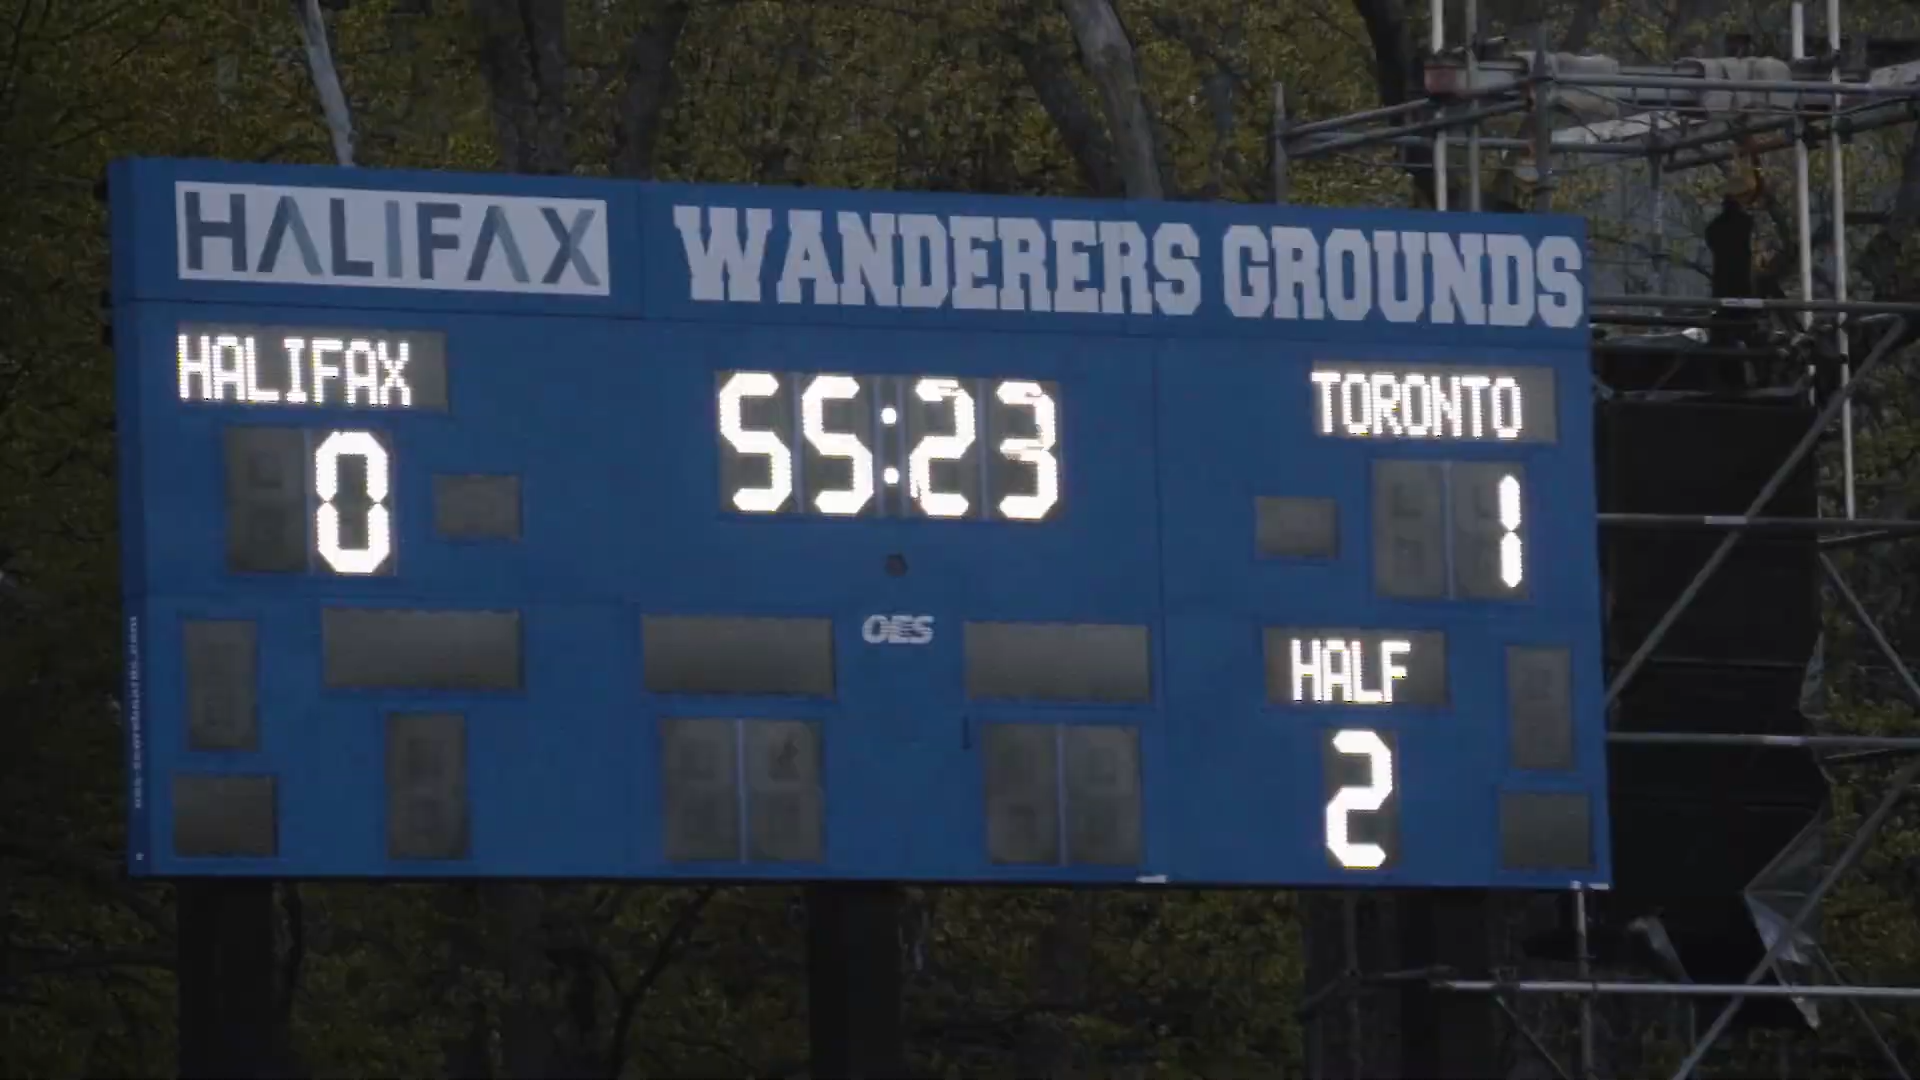 HALIFAX WANDERERS GROUNDS
HALIFAX 55:23 TORONTO
0 1
OES
HALF
2